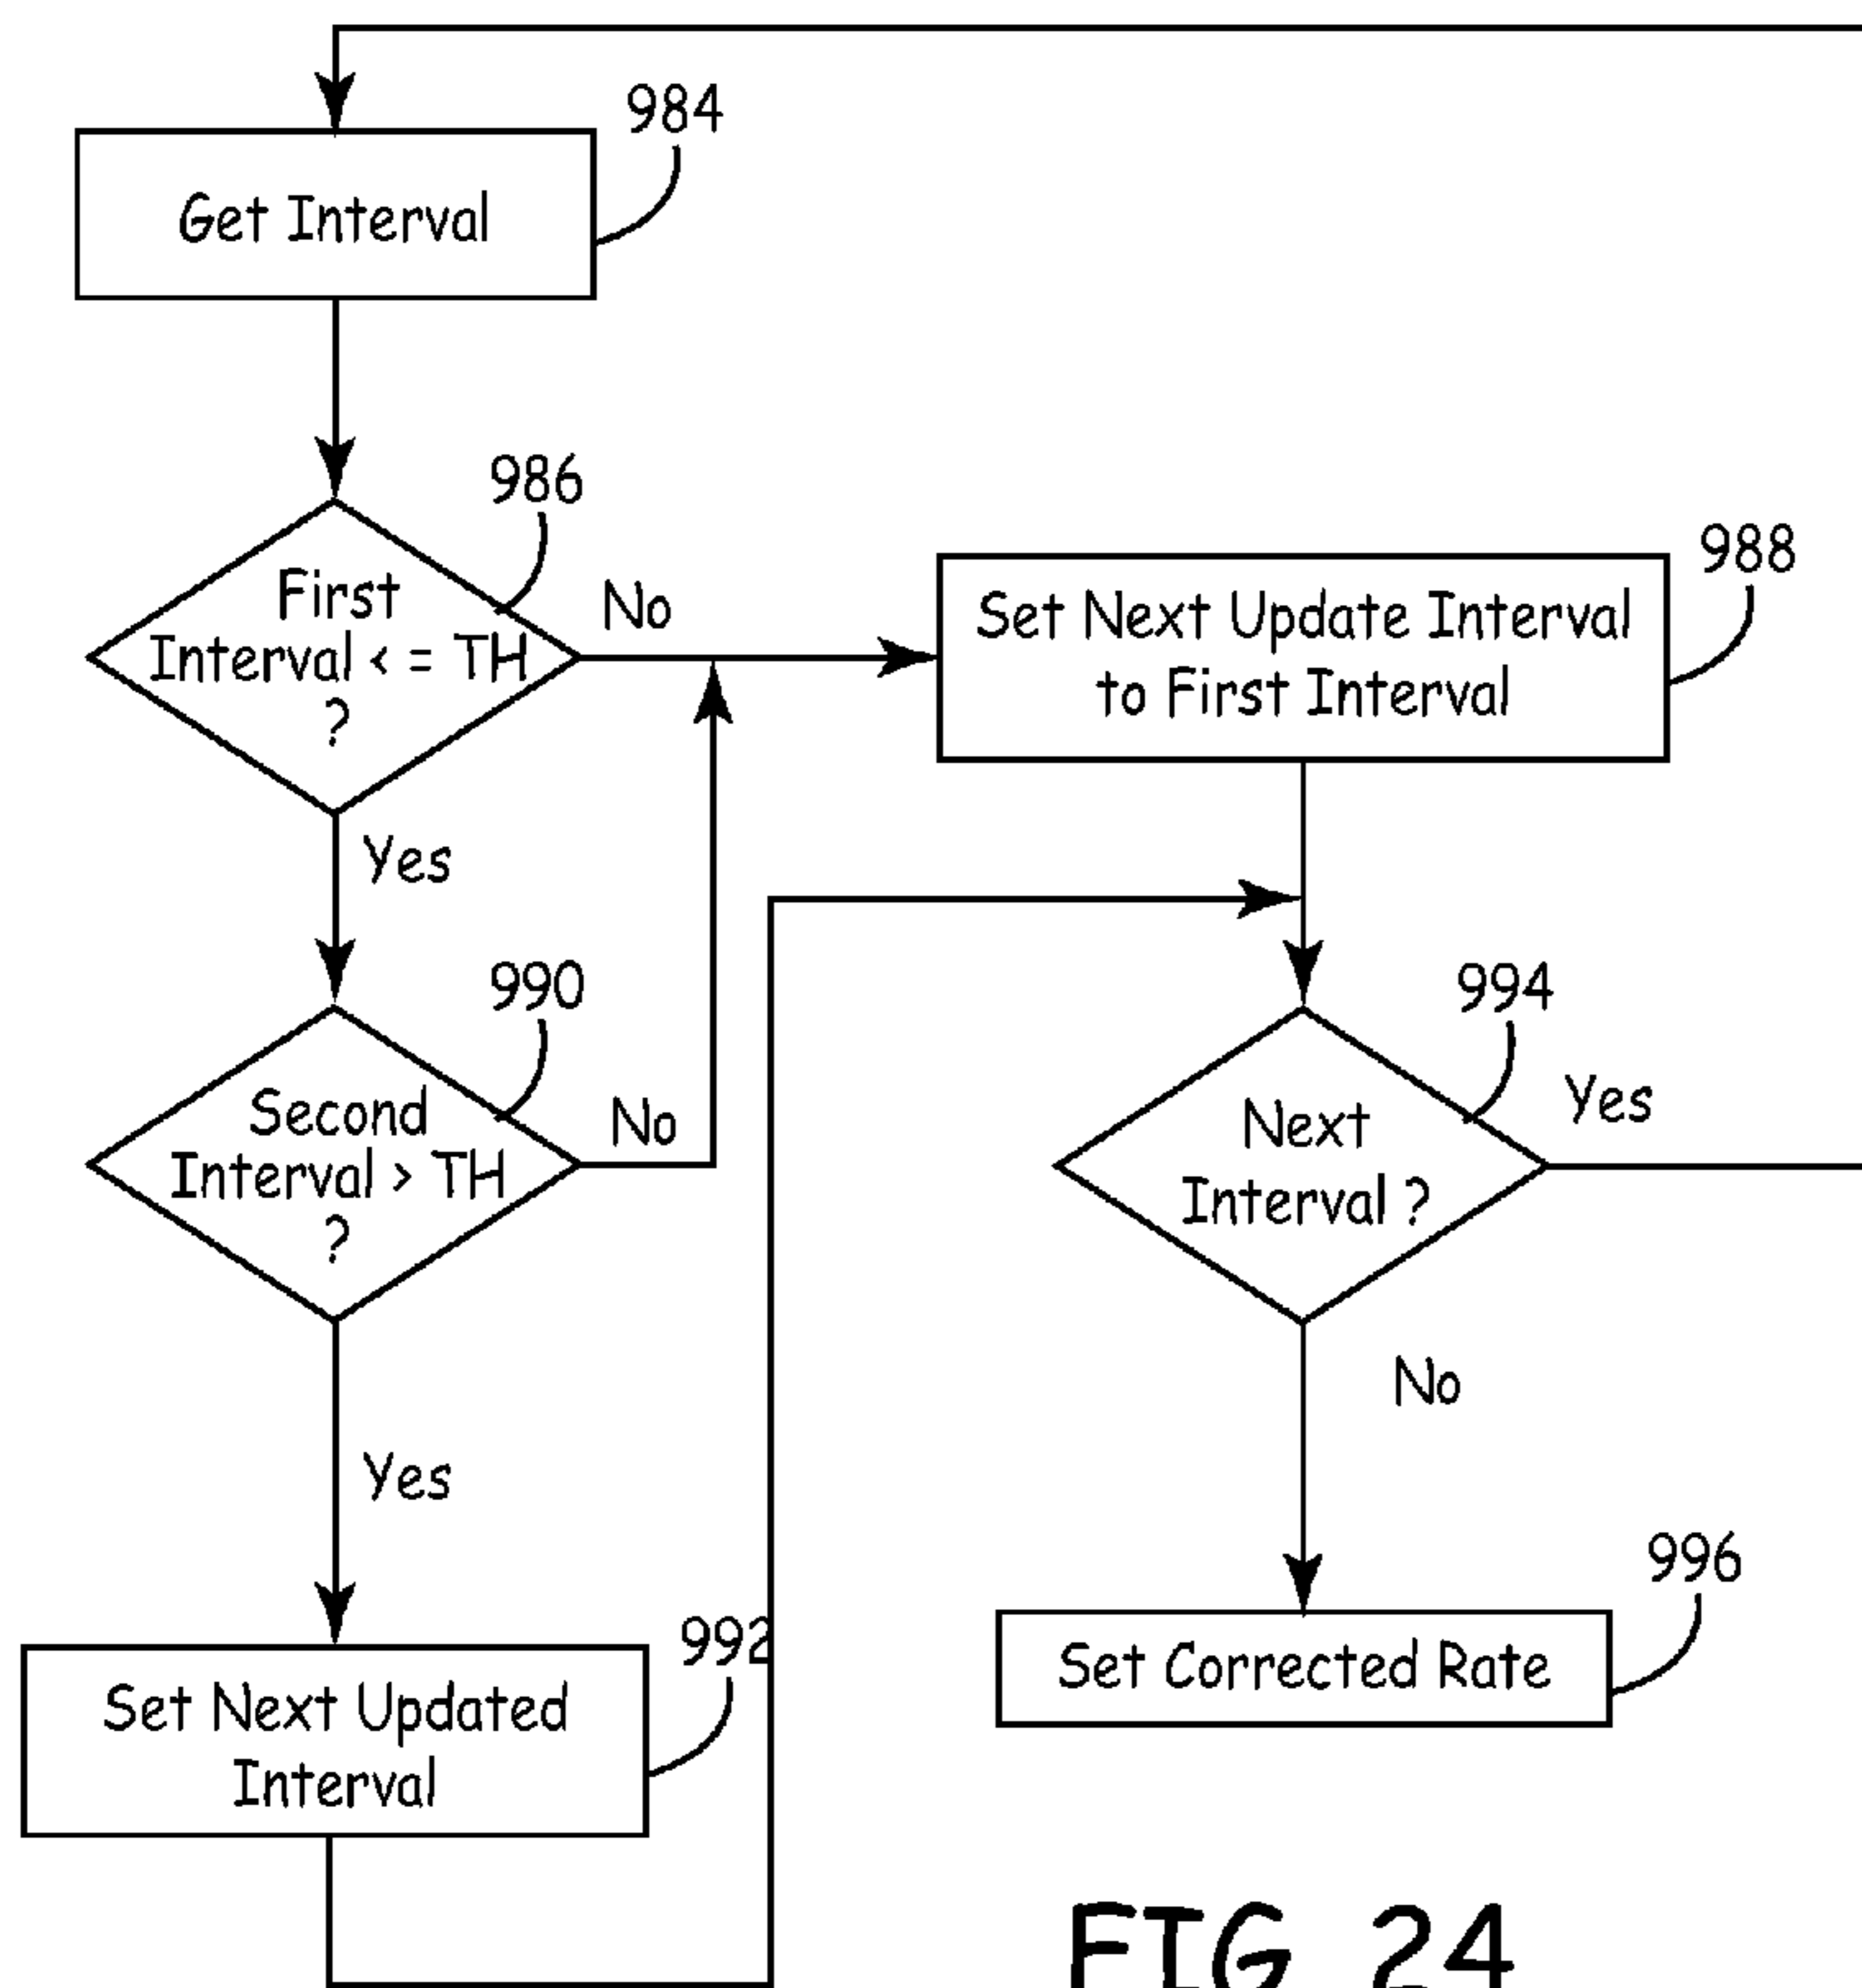 984
Get Interval
986
First
Interval < = TH
?
No
988
Set Next Update Interval
to First Interval
Yes
990
Second
Interval > TH
?
No
994
Next
Interval ?
Yes
No
Yes
992
Set Next Updated
Interval
996
Set Corrected Rate
FIG 24